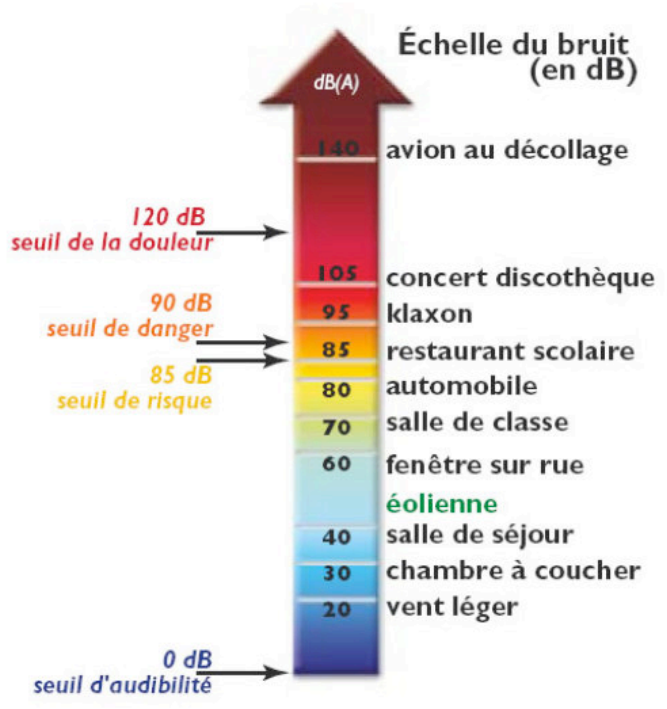 Échelle du bruit
(en dB)
dB(A)
140 avion au décollage
120 dB
seuil de la douleur
105 concert discothèque
90 dB
seuil de danger
95 klaxon
85 restaurant scolaire
85 dB
seuil de risque
80 automobile
70 salle de classe
60 fenêtre sur rue
éolienne
40 salle de séjour
30 chambre à coucher
20 vent léger
0 dB
seuil d'audibilité